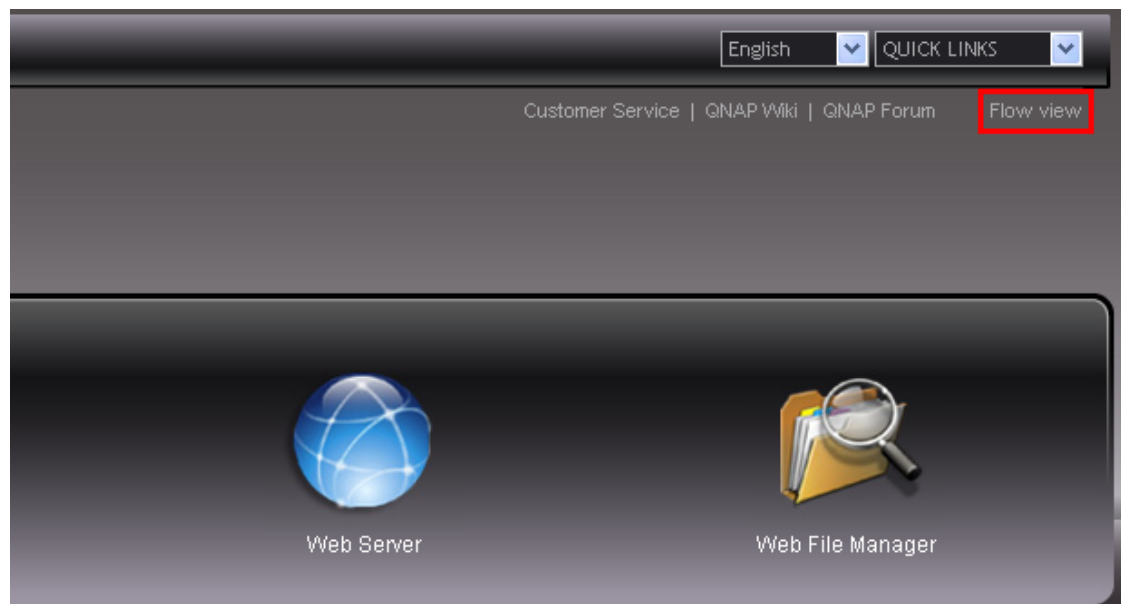 English QUICK LINKS
Customer Service | QNAP Wiki | QNAP Forum Flow view
Web Server Web File Manager